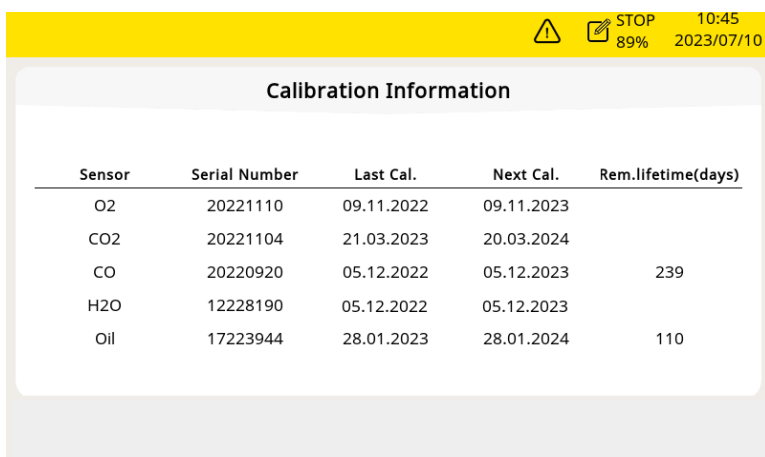 STOP 10:45
89% 2023/07/10
Calibration Information
Sensor Serial Number Last Cal. Next Cal. Rem.lifetime(days)
O2 20221110 09.11.2022 09.11.2023
CO2 20221104 21.03.2023 20.03.2024
CO 20220920 05.12.2022 05.12.2023 239
H2O 12228190 05.12.2022 05.12.2023
Oil 17223944 28.01.2023 28.01.2024 110